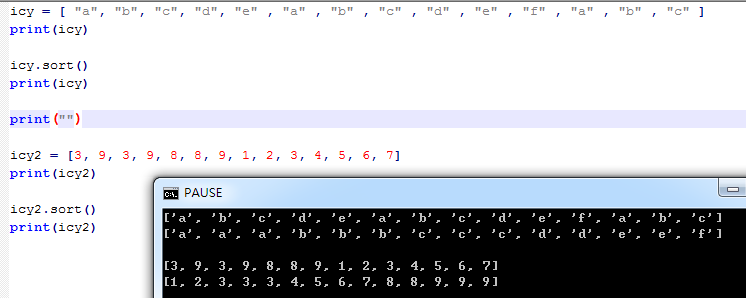 icy = [ "a", "b", "c", "d", "e" , "a" , "b" , "c" , "d" , "e" , "f" , "a" , "b" , "c" ]
print(icy)
icy.sort()
print(icy)
print("")
icy2 = [3, 9, 3, 9, 8, 8, 9, 1, 2, 3, 4, 5, 6, 7]
print(icy2)
icy2.sort()
print(icy2)
C:\. PAUSE
['a', 'b', 'c', 'd', 'e', 'a', 'b', 'c', 'd', 'e', 'f', 'a', 'b', 'c']
['a', 'a', 'a', 'b', 'b', 'b', 'c', 'c', 'c', 'd', 'd', 'e', 'e', 'f']
[3, 9, 3, 9, 8, 8, 9, 1, 2, 3, 4, 5, 6, 7]
[1, 2, 3, 3, 3, 4, 5, 6, 7, 8, 8, 9, 9, 9]